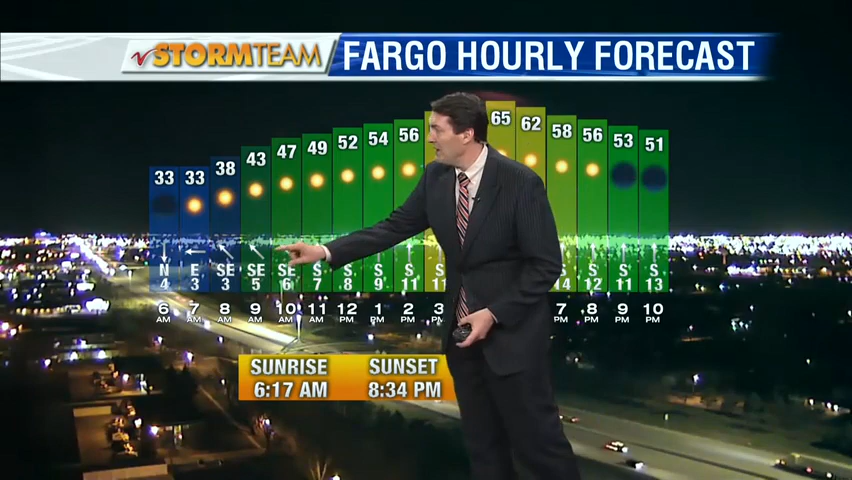 STORMTEAM
FARGO HOURLY FORECAST
33 33 38 43 47 49 52 54 56 65 62 58 56 53 51
N E SE SE SE S S S S S S S S
4 3 3 5 6 7 8 9 11 14 12 11 13
6 7 8 9 10 11 12 1 2 3 7 8 9 10
AM AM AM AM AM AM PM PM PM PM PM PM PM
SUNRISE SUNSET
6:17 AM 8:34 PM